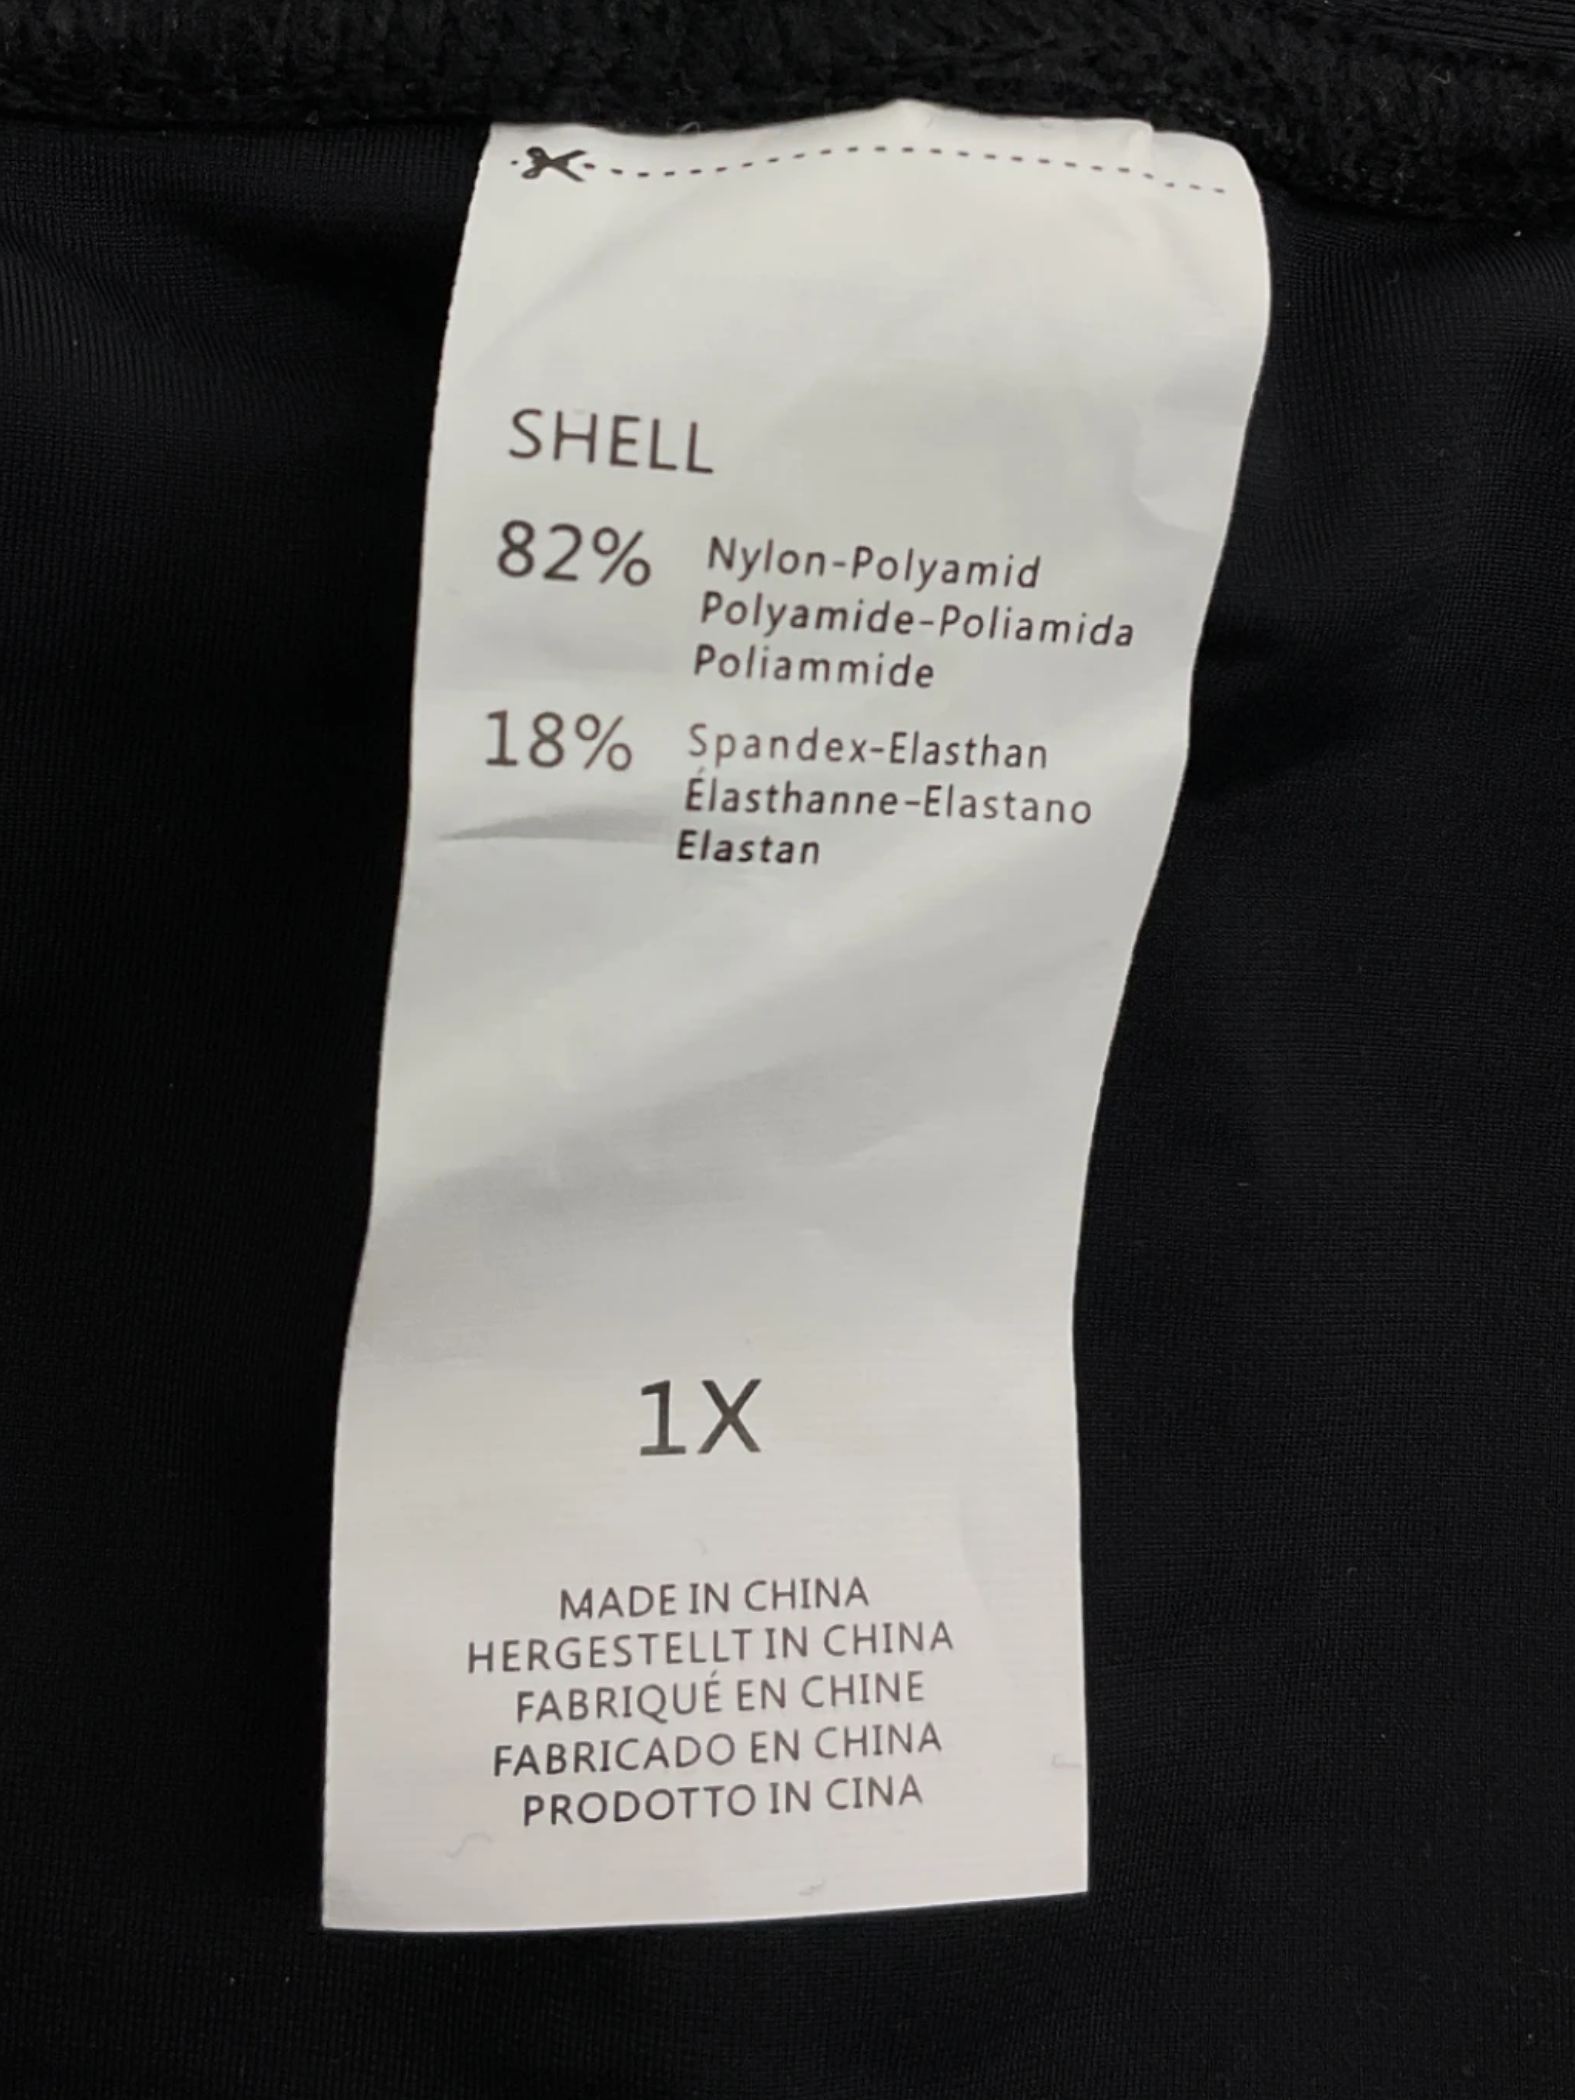 SHELL
82% Nylon-Polyamid
Polyamide-Poliamida
Poliammide
18% Spandex-Elasthan
Élasthanne-Elastano
Elastan
1X
MADE IN CHINA
HERGESTELLT IN CHINA
FABRIQUÉ EN CHINE
FABRICADO EN CHINA
PRODOTTO IN CINA